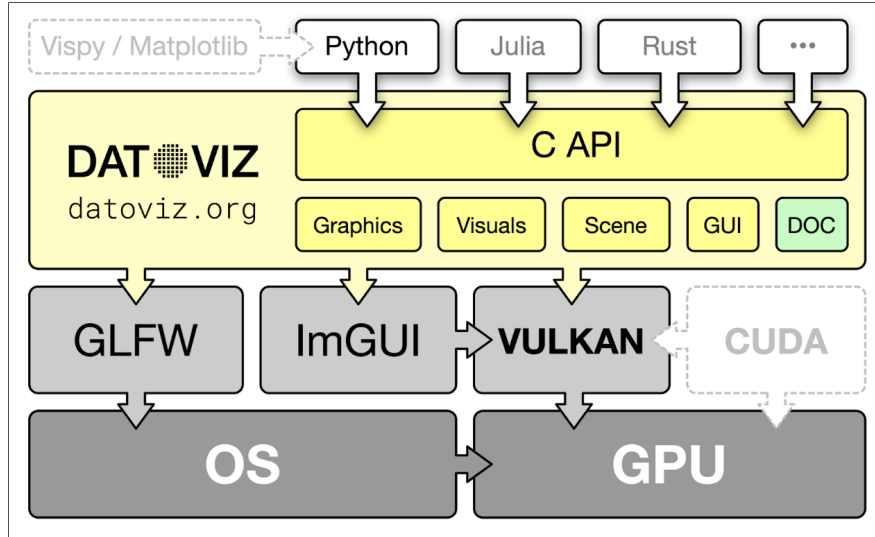 Vispy / Matplotlib
Python
Julia
Rust
...
DATOVIZ
datoviz.org
C API
Graphics
Visuals
Scene
GUI
DOC
GLFW
ImGUI
VULKAN
CUDA
OS
GPU